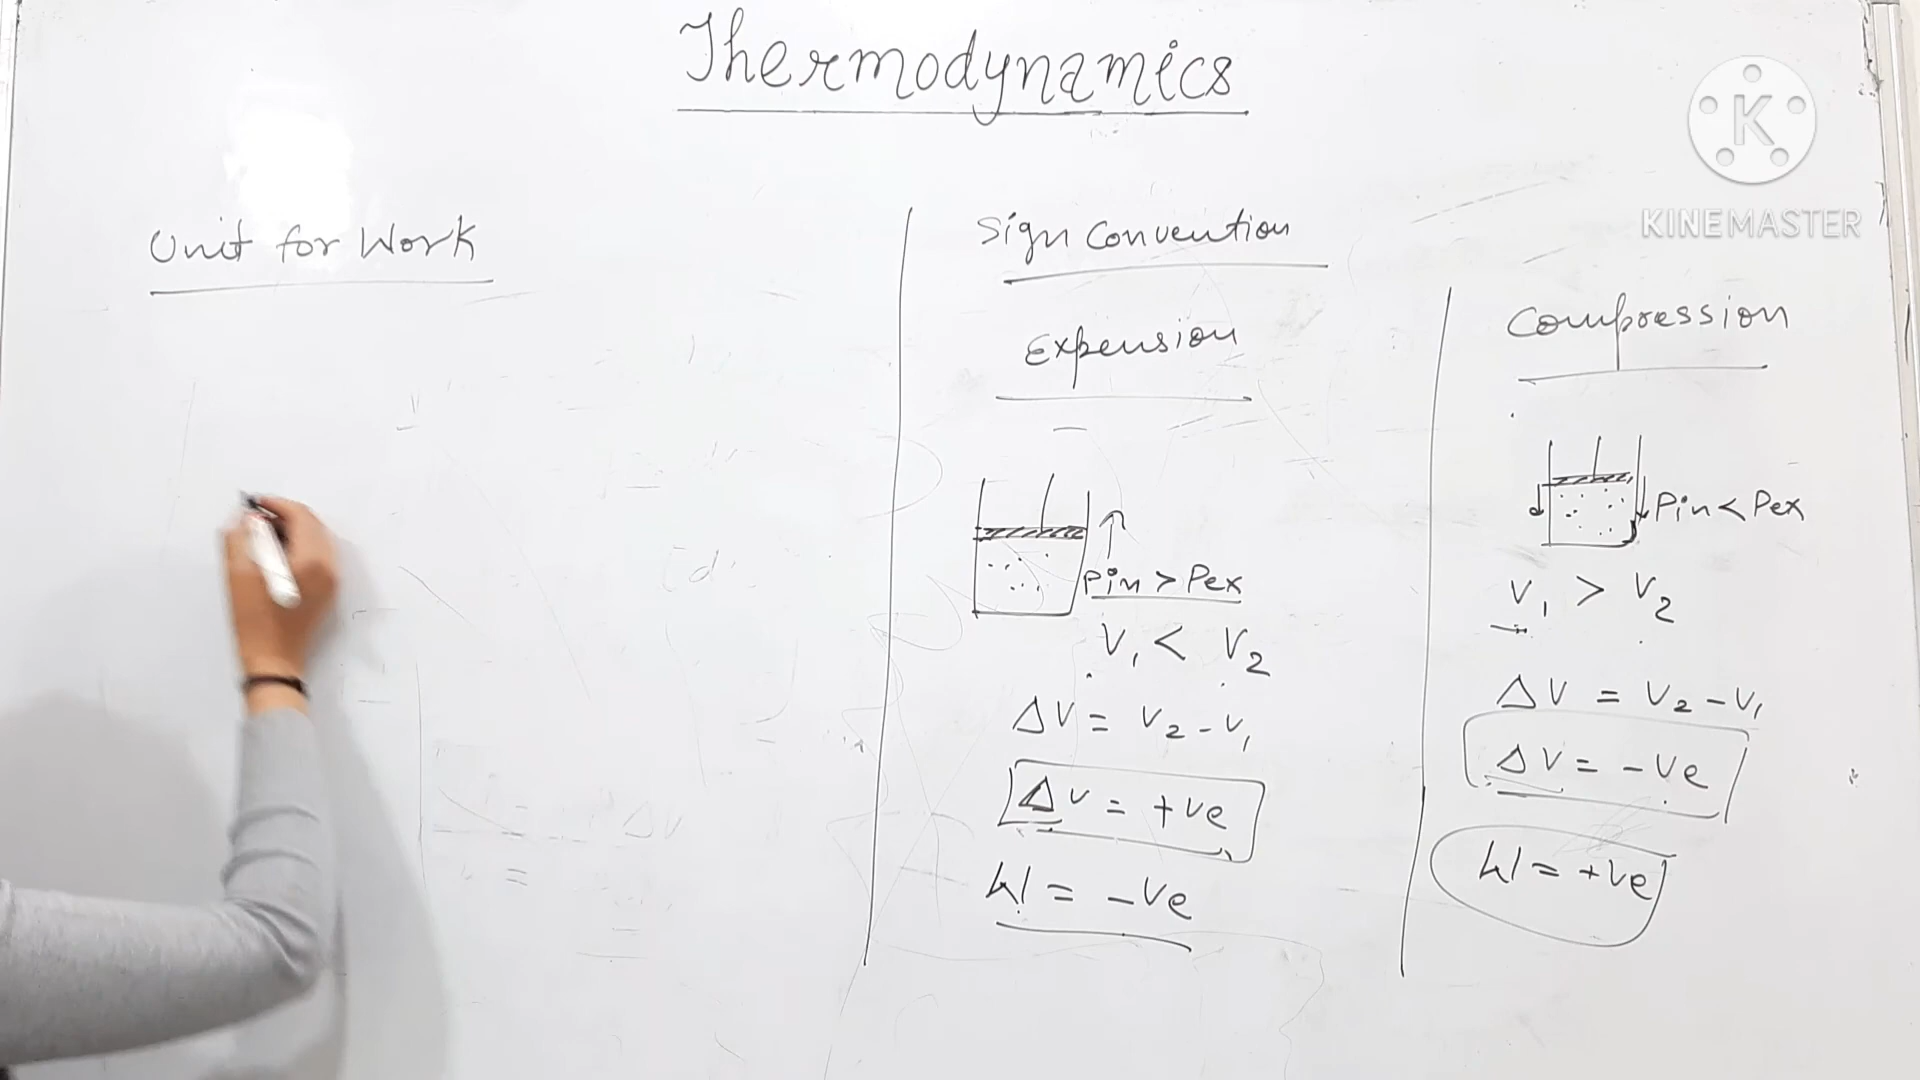 Thermodynamics
K
KINEMASTER
Unit for Work
Sign Convention
Expension
Pin > Pex
V₁ < V₂
ΔV = V₂ - V₁
ΔV = +ve
W = -ve
Compression
Pin < Pex
V₁ > V₂
ΔV = V₂ - V₁
ΔV = -ve
W = +ve